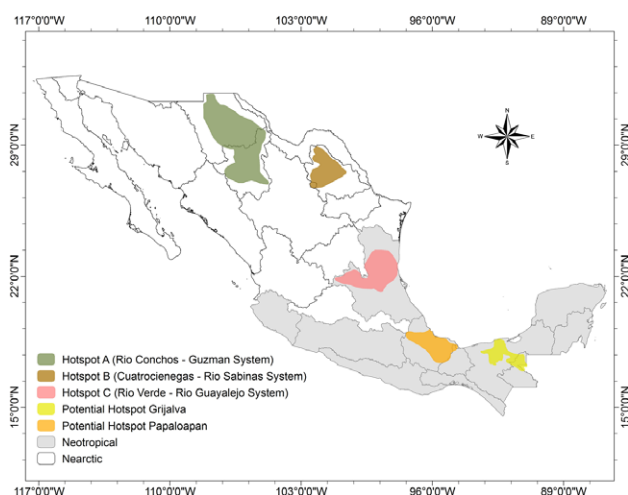 117°0'0"W 110°0'0"W 103°0'0"W 96°0'0"W 89°0'0"W
N
W E
S
29°0'0"N 29°0'0"N
22°0'0"N 22°0'0"N
15°0'0"N 15°0'0"N
Hotspot A (Rio Conchos - Guzman System)
Hotspot B (Cuatrocienegas - Rio Sabinas System)
Hotspot C (Rio Verde - Rio Guayalejo System)
Potential Hotspot Grijalva
Potential Hotspot Papaloapan
Neotropical
Nearctic
117°0'0"W 110°0'0"W 103°0'0"W 96°0'0"W 89°0'0"W